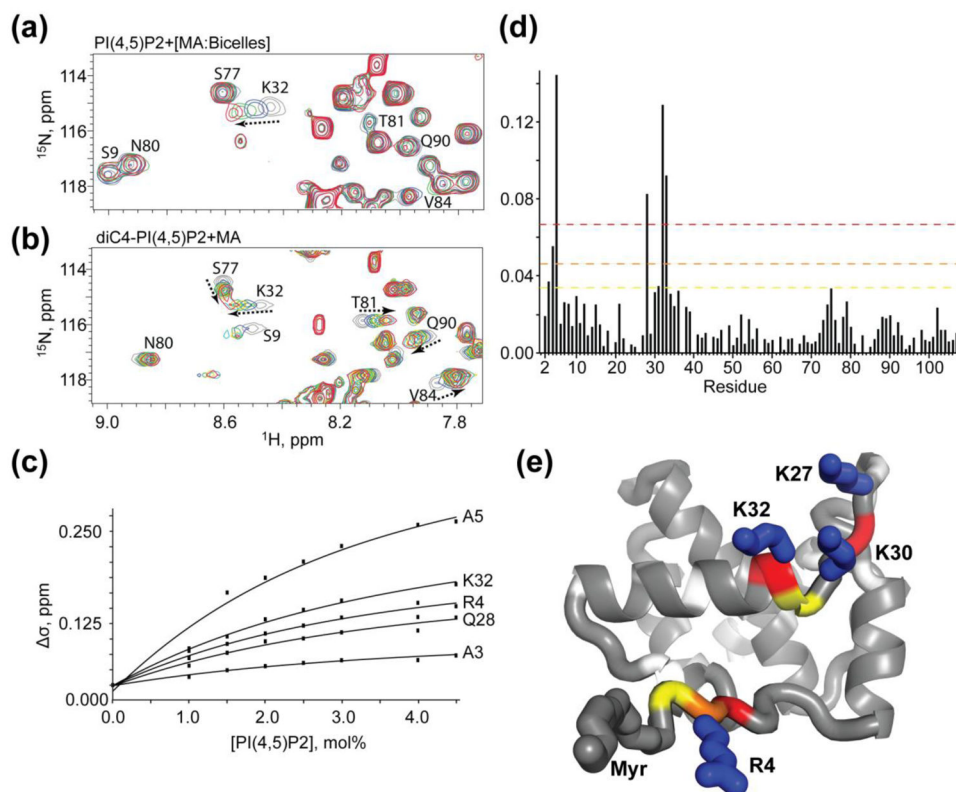 (a)
PI(4,5)P2+[MA:Bicelles]
S77
K32
T81
Q90
S9
N80
V84
114
116
118
15N, ppm
(b)
diC4-PI(4,5)P2+MA
S77
K32
S9
T81
Q90
N80
V84
114
116
118
15N, ppm
9.0 8.6 8.2 7.8
1H, ppm
(c)
0.250
0.125
0.000
Δσ, ppm
A5
K32
R4
Q28
A3
0.0 1.0 2.0 3.0 4.0
[PI(4,5)P2], mol%
(d)
0.12
0.08
0.04
0.00
2 10 20 30 40 50 60 70 80 90 100
Residue
(e)
K27
K32
K30
Myr
R4